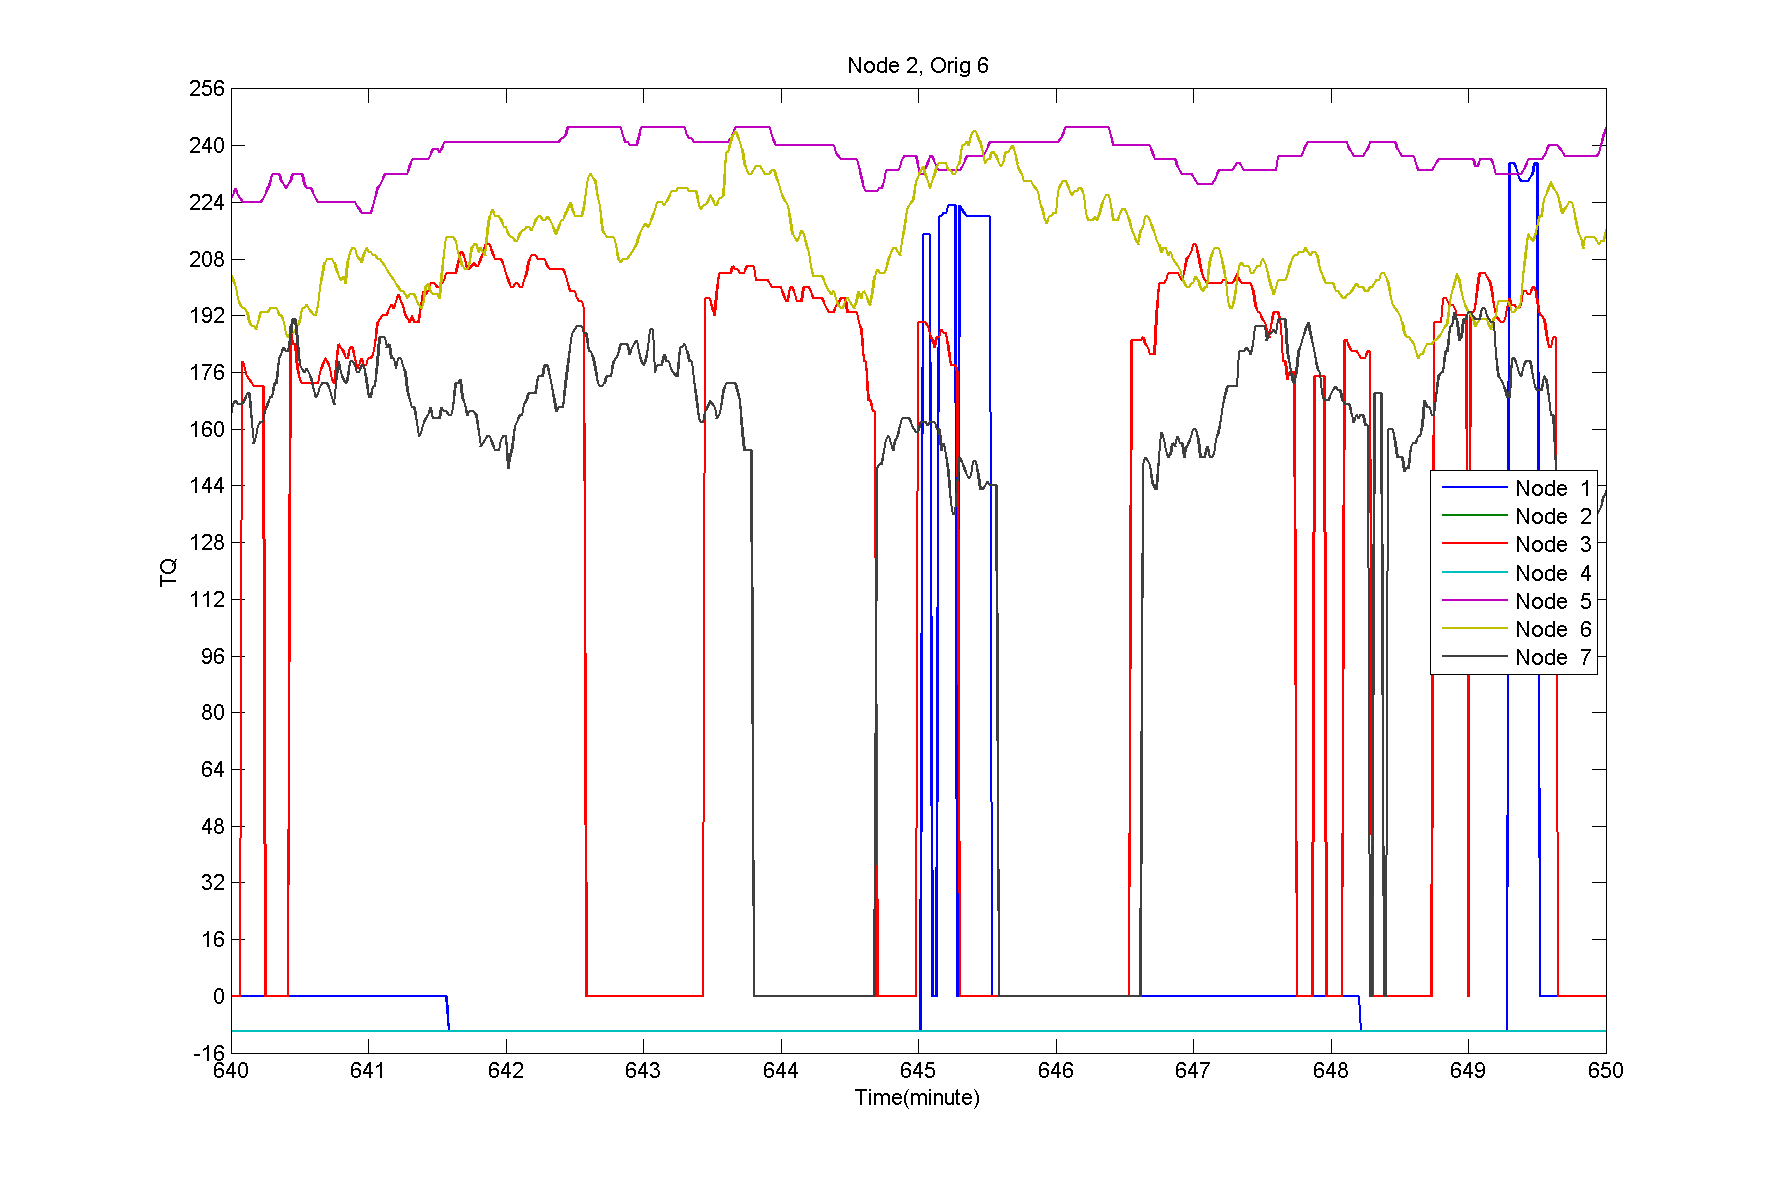 Node 2, Orig 6
256
240
224
208
192
176
160
144
128
112
96
80
64
48
32
16
0
-16
TQ
Node 1
Node 2
Node 3
Node 4
Node 5
Node 6
Node 7
640 641 642 643 644 645 646 647 648 649 650
Time(minute)